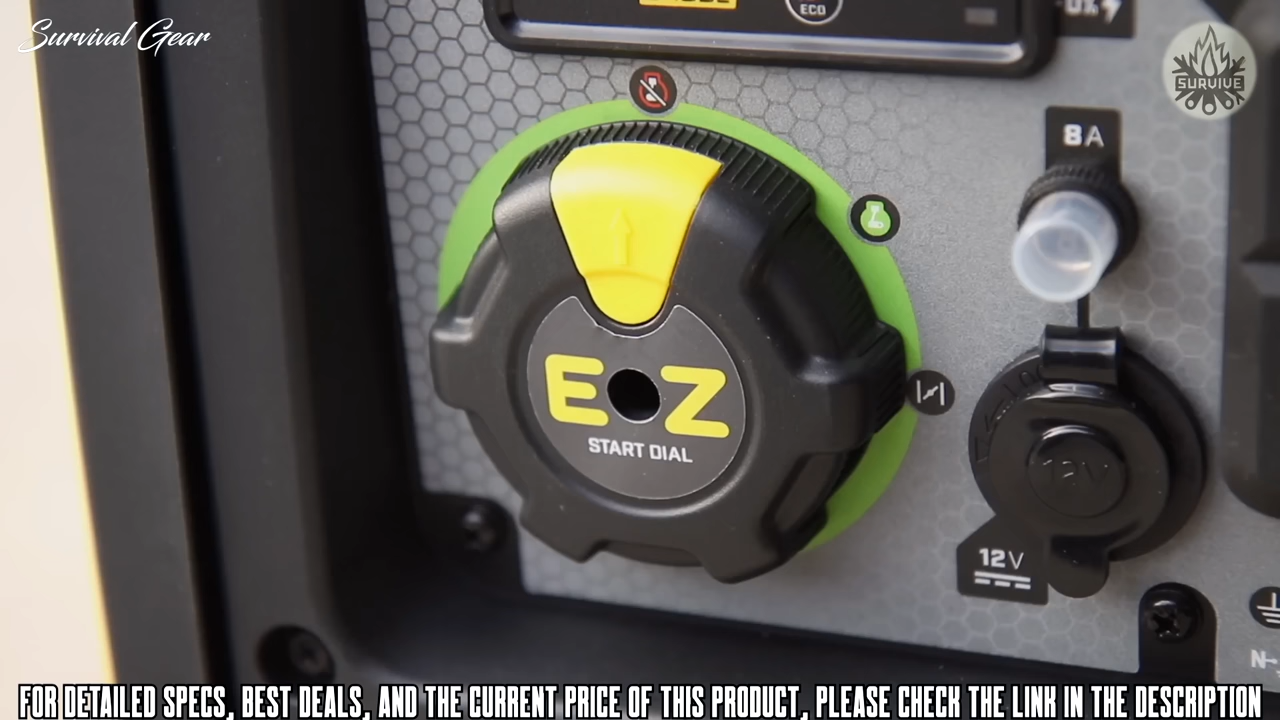 Survival Gear
ECO
SURVIVE
8A
EZ
START DIAL
12V
12V
N
FOR DETAILED SPECS, BEST DEALS, AND THE CURRENT PRICE OF THIS PRODUCT, PLEASE CHECK THE LINK IN THE DESCRIPTION